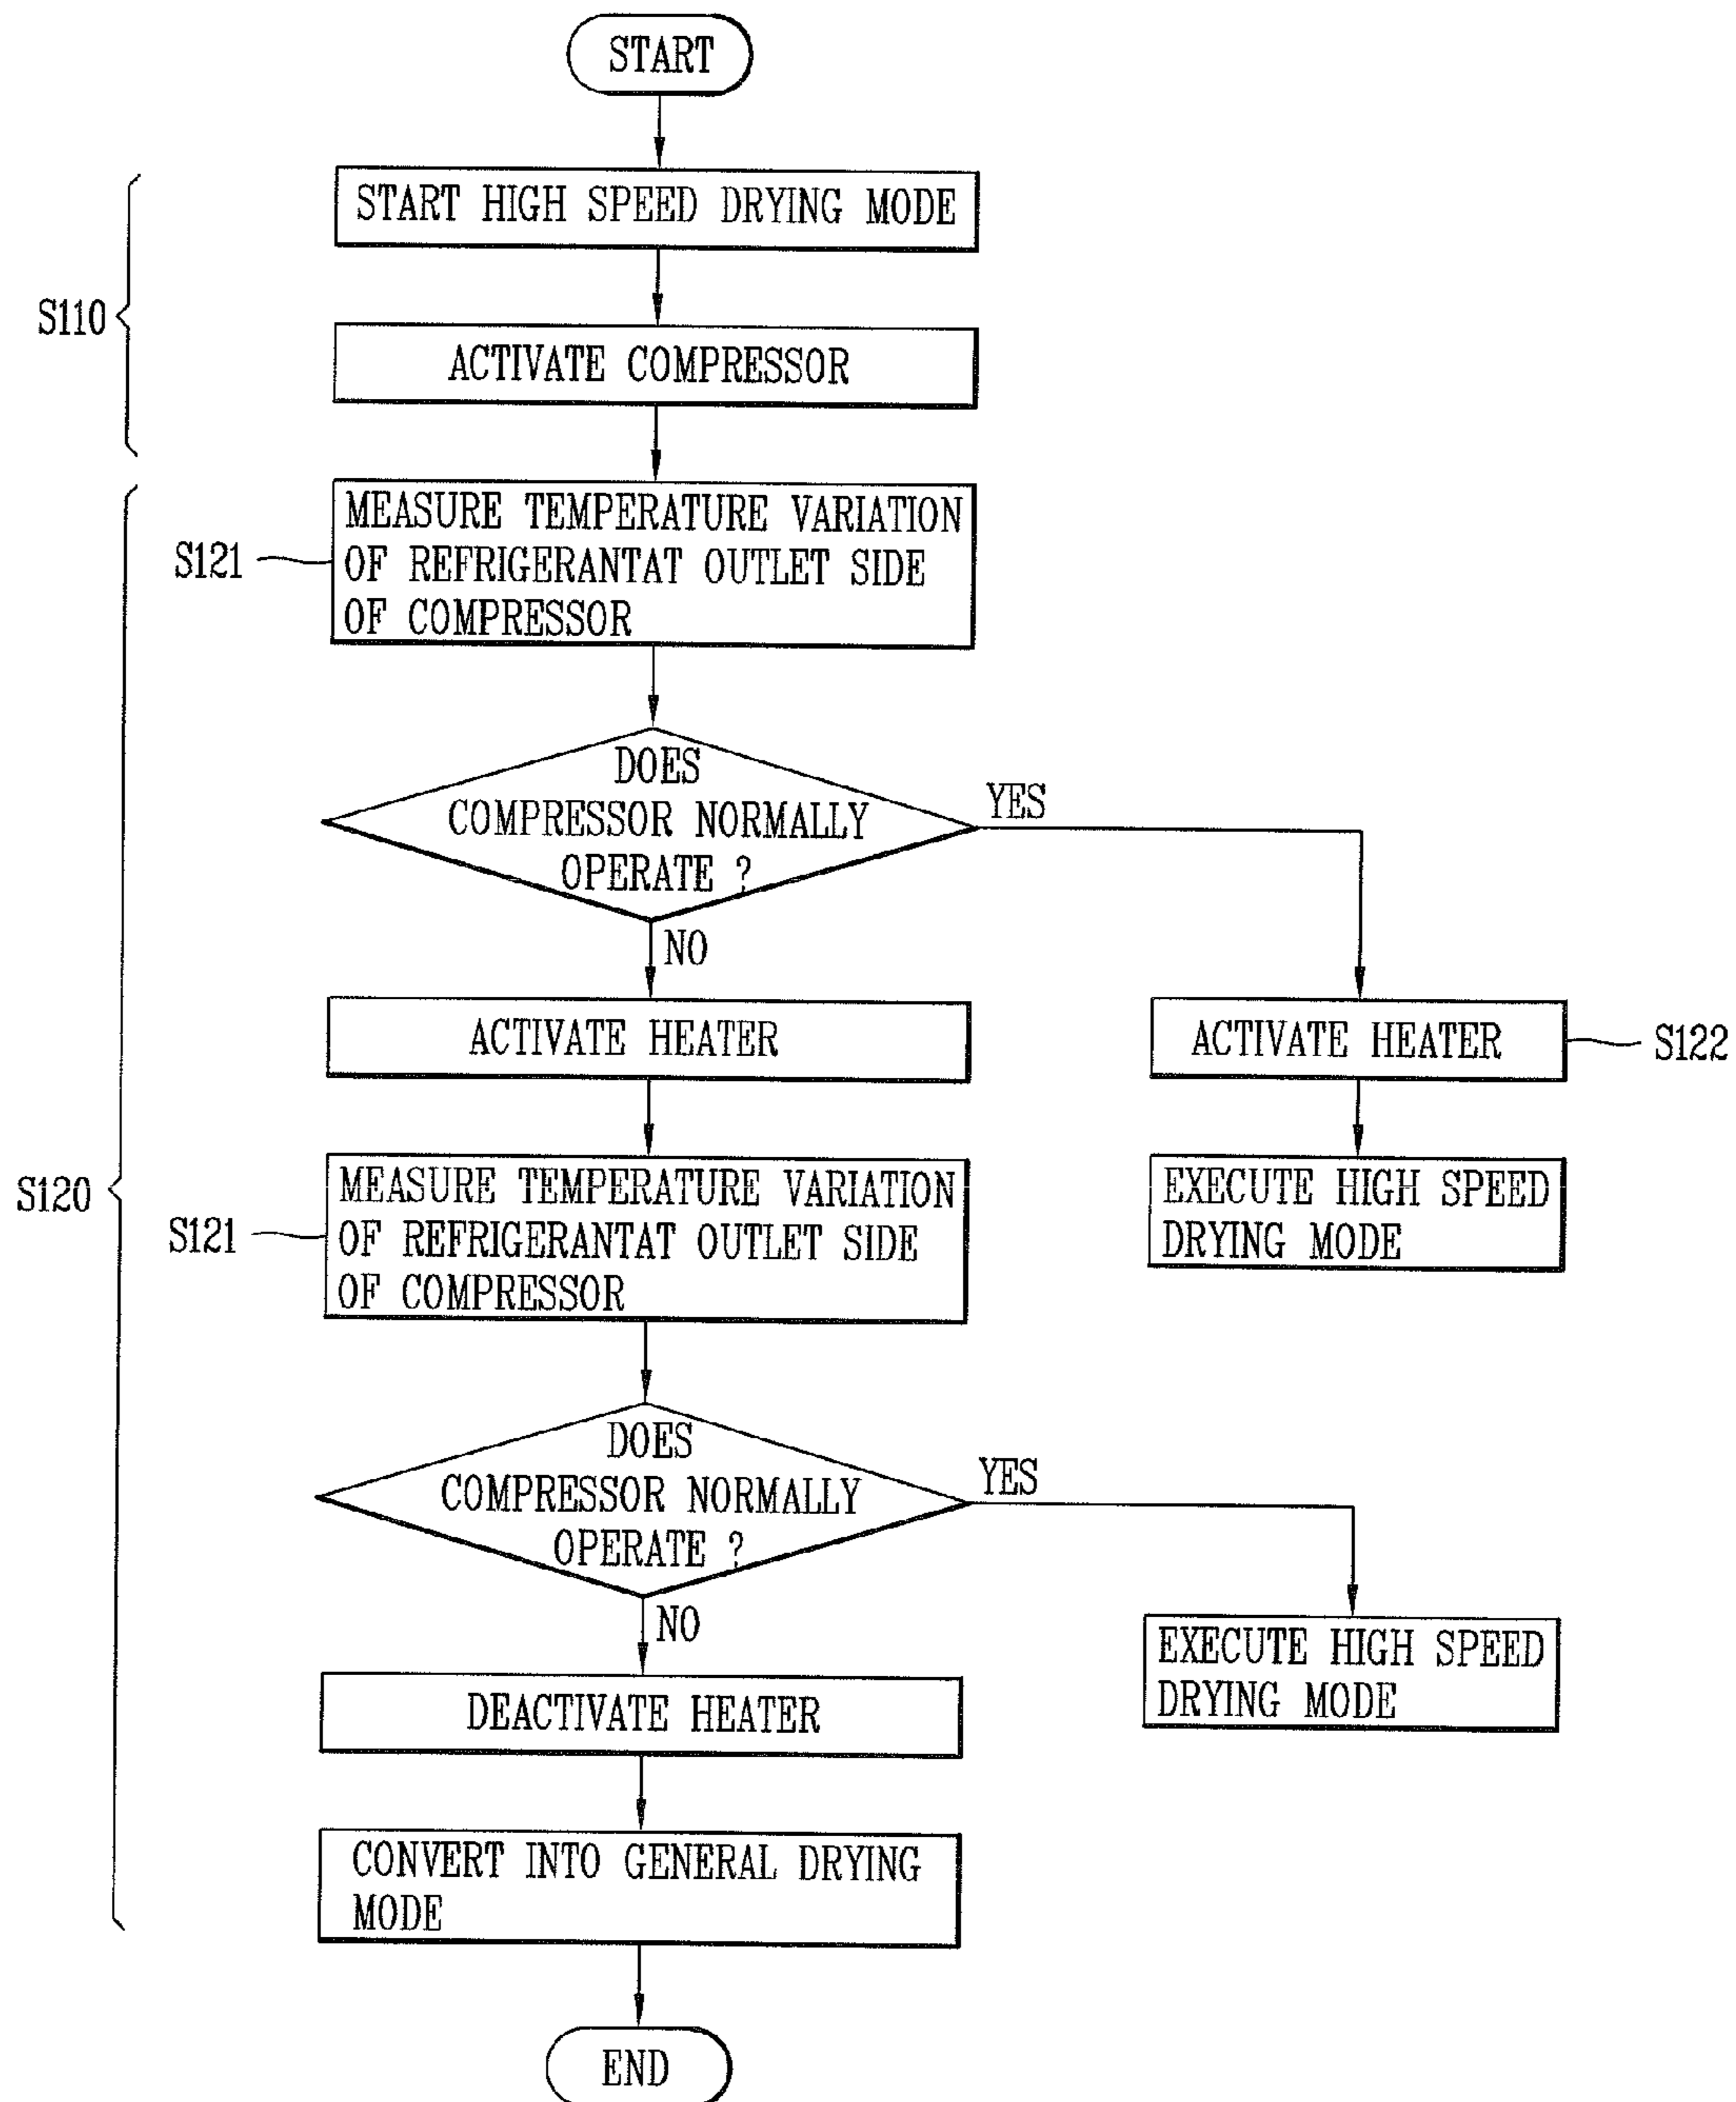 START
START HIGH SPEED DRYING MODE
S110
ACTIVATE COMPRESSOR
MEASURE TEMPERATURE VARIATION
OF REFRIGERANTAT OUTLET SIDE
OF COMPRESSOR
S121
DOES
COMPRESSOR NORMALLY
OPERATE ?
YES
NO
ACTIVATE HEATER
ACTIVATE HEATER
S122
S120
MEASURE TEMPERATURE VARIATION
OF REFRIGERANTAT OUTLET SIDE
OF COMPRESSOR
S121
EXECUTE HIGH SPEED
DRYING MODE
DOES
COMPRESSOR NORMALLY
OPERATE ?
YES
NO
EXECUTE HIGH SPEED
DRYING MODE
DEACTIVATE HEATER
CONVERT INTO GENERAL DRYING
MODE
END